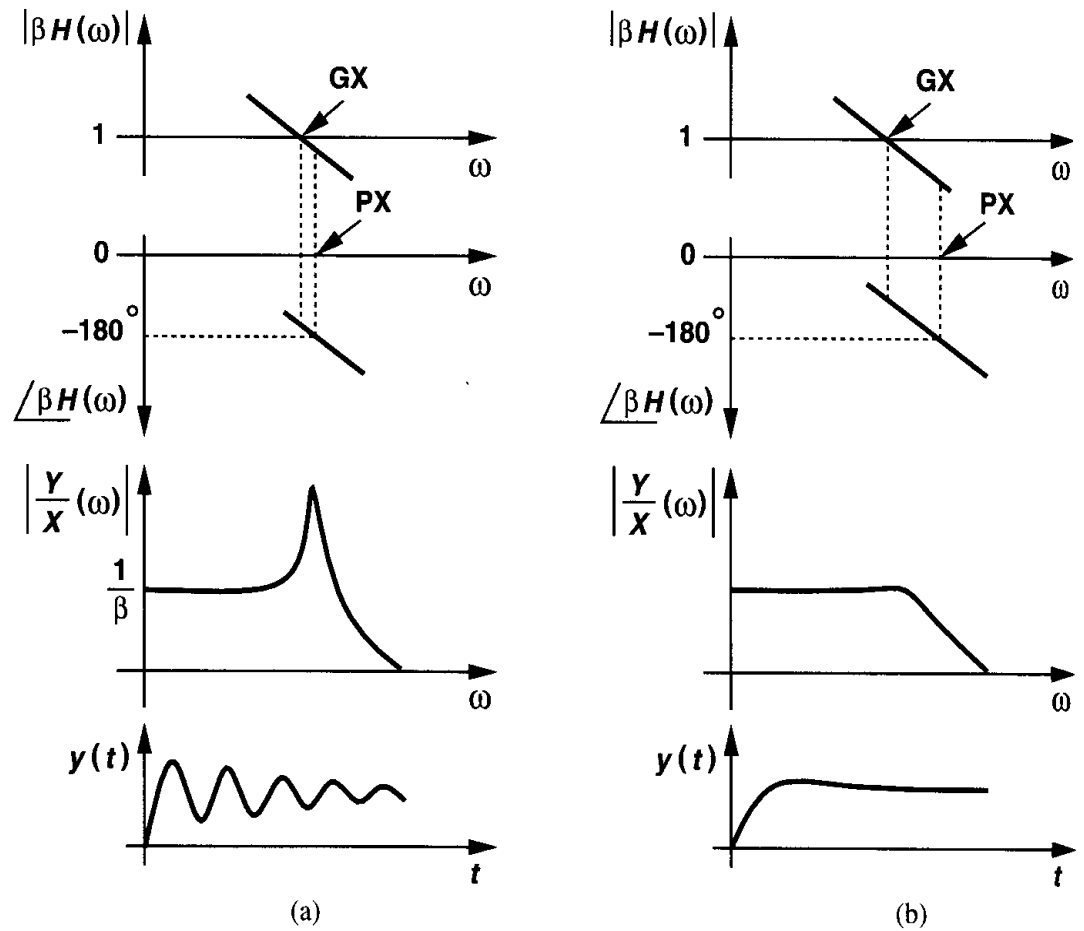 |βH(ω)|
GX
1
ω
PX
0
ω
−180°
∠βH(ω)
|Y/X (ω)|
1/β
ω
y(t)
t
(a)
|βH(ω)|
GX
1
ω
PX
0
ω
−180°
∠βH(ω)
|Y/X (ω)|
ω
y(t)
t
(b)